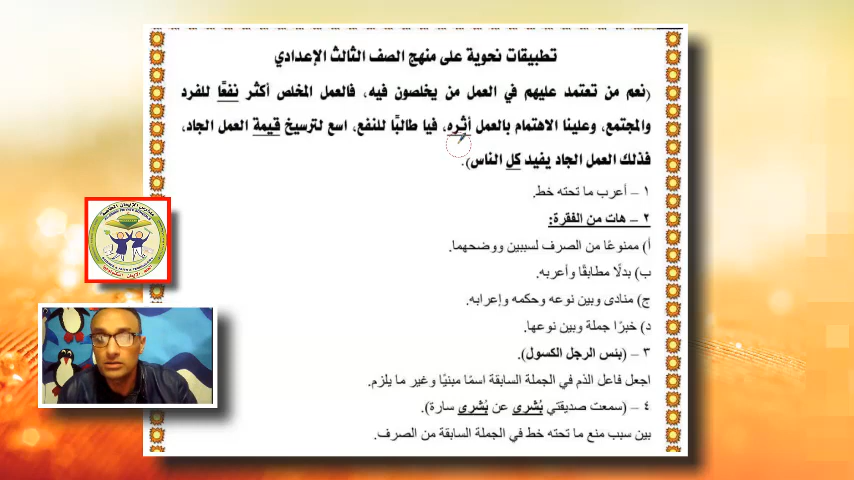 تطبيقات نحوية على منهج الصف الثالث الإعدادي
(نعم من تعتمد عليهم في العمل من يخلصون فيه، فالعمل المخلص أكثر نفعًا للفرد
والمجتمع، وعلينا الاهتمام بالعمل أثره، فيا طالبًا للنفع، اسع لترسيخ قيمة العمل الجاد،
فذلك العمل الجاد يفيد كل الناس).
١ – أعرب ما تحته خط.
٢ – هات من الفقرة:
أ) ممنوعًا من الصرف لسببين ووضحهما.
ب) بدلًا مطابقًا وأعربه.
ج) منادى وبين نوعه وحكمه وإعرابه.
د) خبرًا جملة وبين نوعها.
٣ – (بئس الرجل الكسول).
اجعل فاعل الذم في الجملة السابقة اسمًا مبنيًا وغير ما يلزم.
٤ – (سمعت صديقتي بُشرى عن بُشرى سارة).
بين سبب منع ما تحته خط في الجملة السابقة من الصرف.